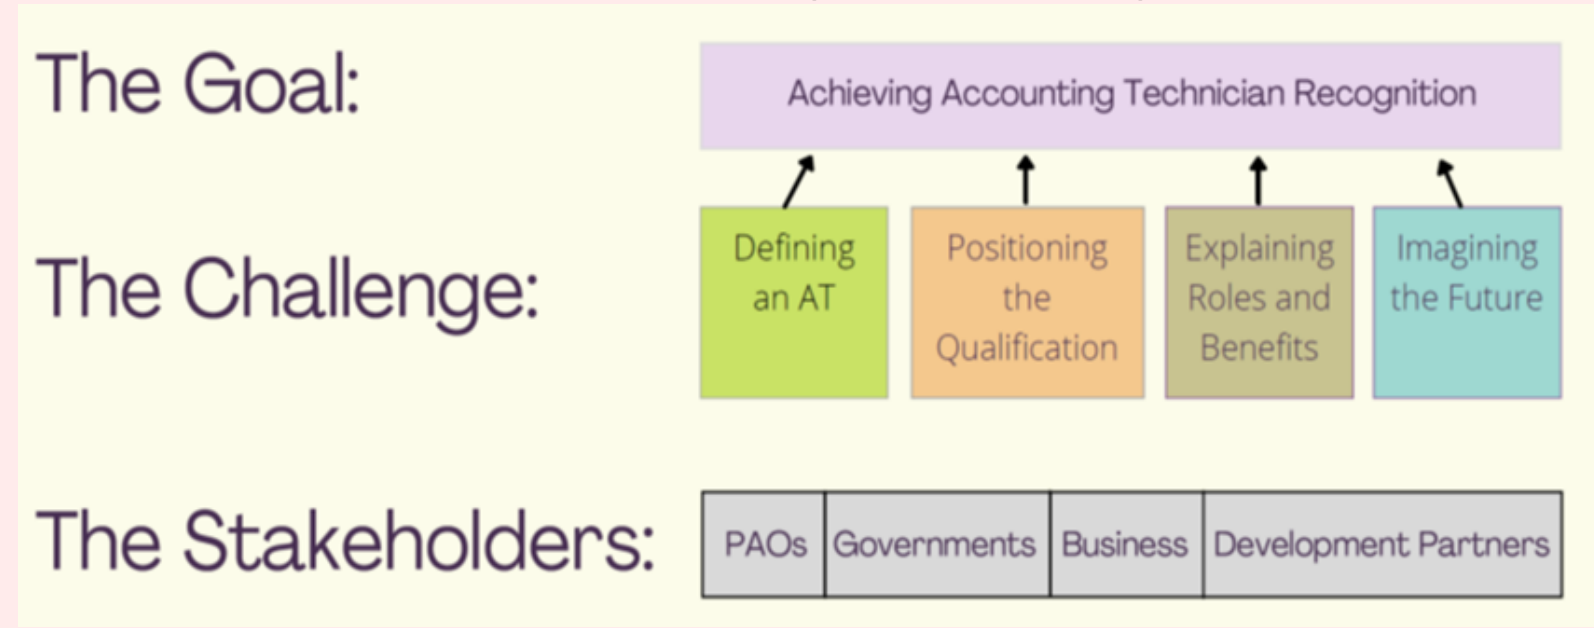 The Goal:
Achieving Accounting Technician Recognition
The Challenge:
Defining
an AT
Positioning
the
Qualification
Explaining
Roles and
Benefits
Imagining
the Future
The Stakeholders:
PAOs
Governments
Business
Development Partners